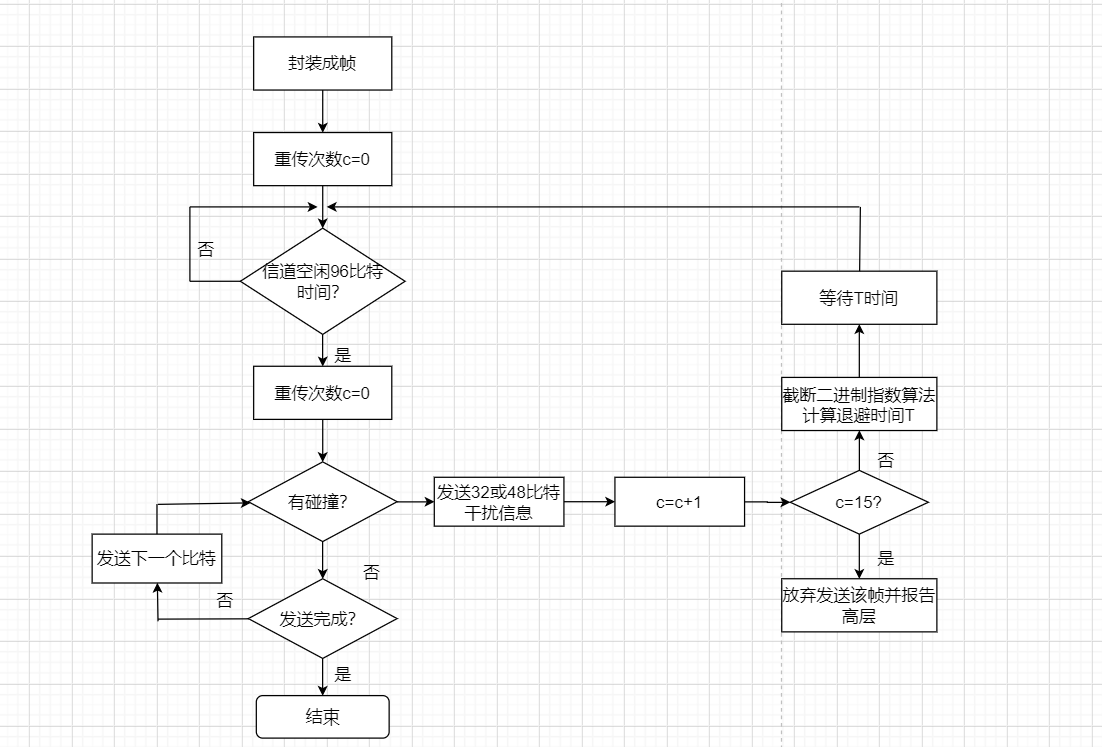 封装成帧
重传次数c=0
否
信道空闲96比特
时间?
是
重传次数c=0
有碰撞?
发送32或48比特
干扰信息
c=c+1
c=15?
否
截断二进制指数算法
计算退避时间T
等待T时间
是
放弃发送该帧并报告
高层
否
发送完成?
否
发送下一个比特
是
结束